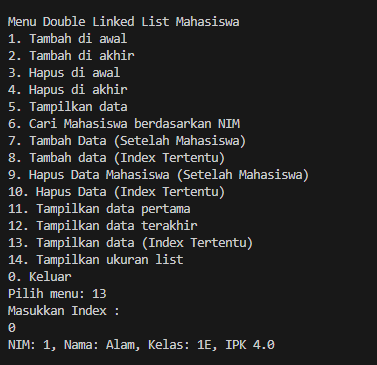 Menu Double Linked List Mahasiswa
1. Tambah di awal
2. Tambah di akhir
3. Hapus di awal
4. Hapus di akhir
5. Tampilkan data
6. Cari Mahasiswa berdasarkan NIM
7. Tambah Data (Setelah Mahasiswa)
8. Tambah data (Index Tertentu)
9. Hapus Data Mahasiswa (Setelah Mahasiswa)
10. Hapus Data (Index Tertentu)
11. Tampilkan data pertama
12. Tampilkan data terakhir
13. Tampilkan data (Index Tertentu)
14. Tampilkan ukuran list
0. Keluar
Pilih menu: 13
Masukkan Index :
0
NIM: 1, Nama: Alam, Kelas: 1E, IPK 4.0